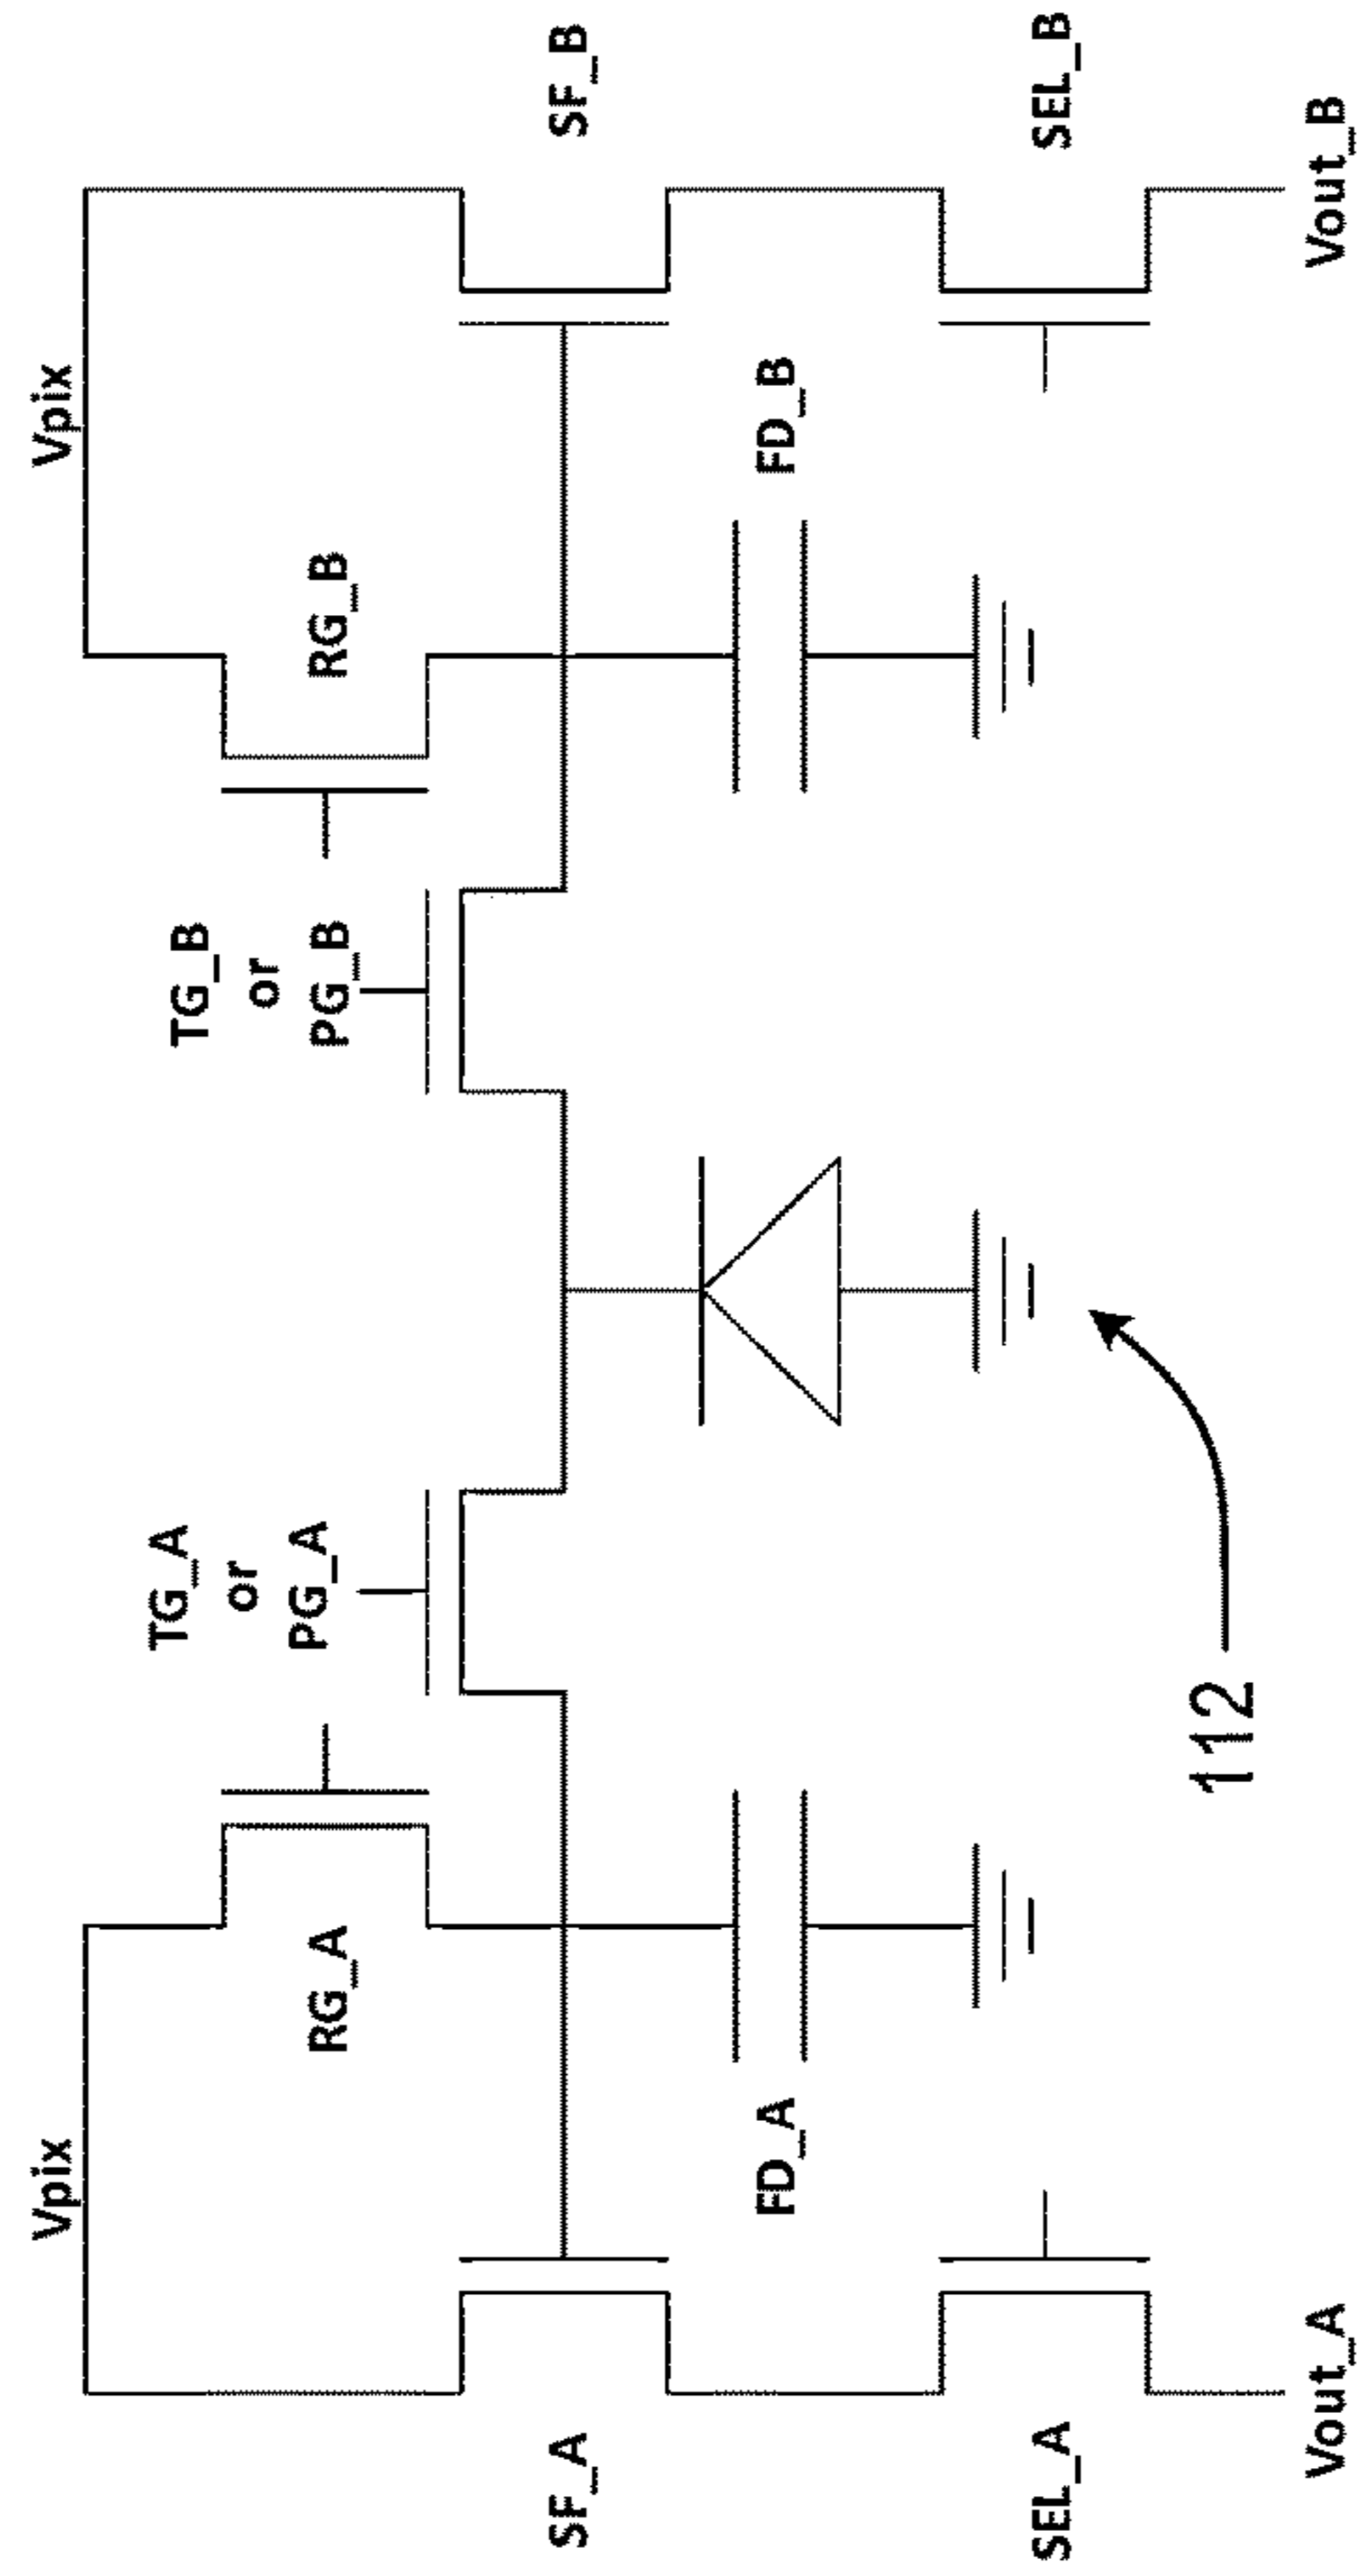 Vpix
Vpix
TG_A
or
PG_A
TG_B
or
PG_B
RG_A
RG_B
SF_A
SF_B
FD_A
FD_B
SEL_A
SEL_B
112
Vout_A
Vout_B